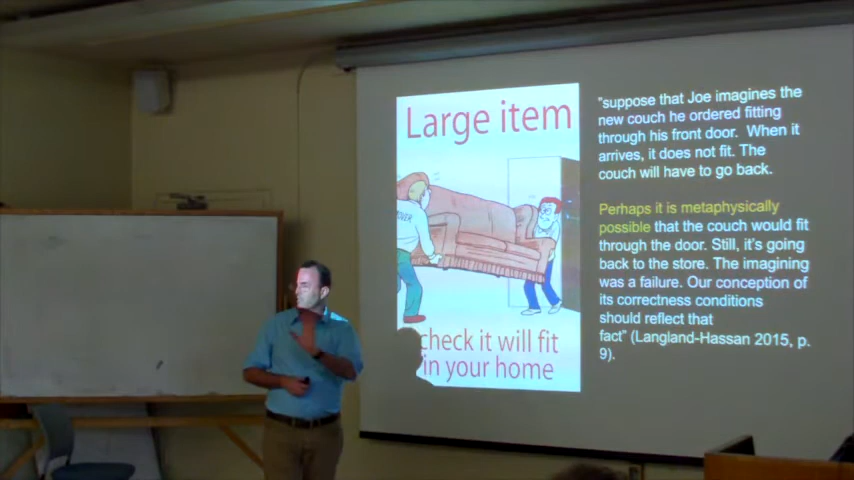 Large item
check it will fit
in your home
"suppose that Joe imagines the
new couch he ordered fitting
through his front door. When it
arrives, it does not fit. The
couch will have to go back.
Perhaps it is metaphysically
possible that the couch would fit
through the door. Still, it's going
back to the store. The imagining
was a failure. Our conception of
its correctness conditions
should reflect that
fact" (Langland-Hassan 2015, p.
9).